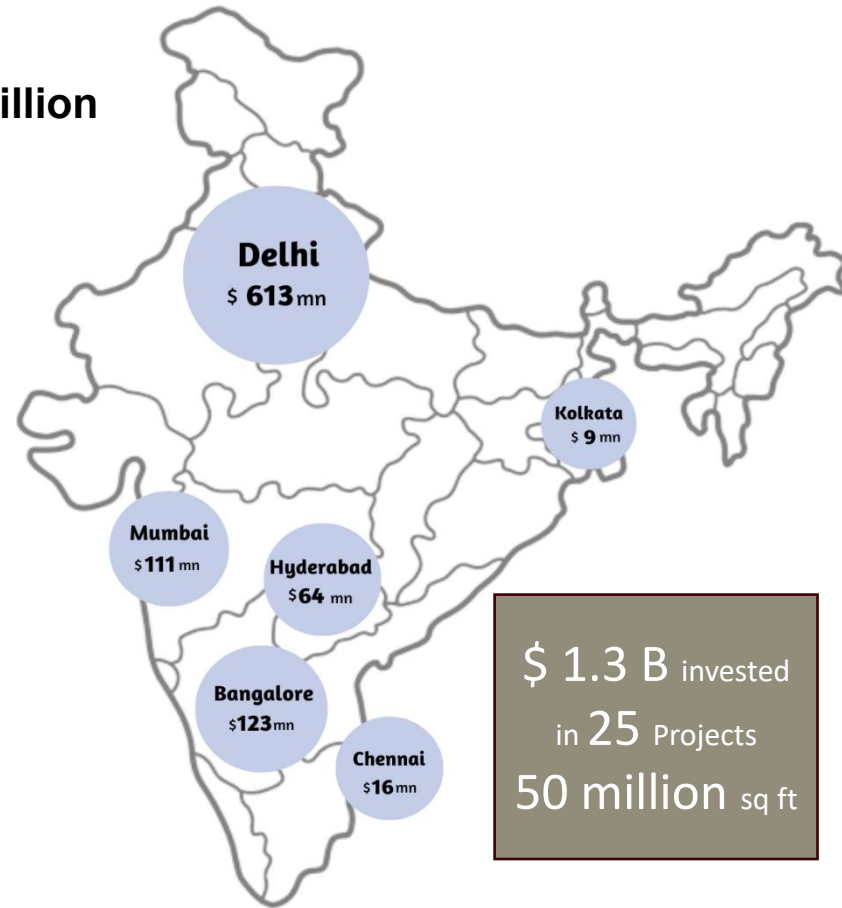 illion
Delhi
$ 613 mn
Kolkata
$ 9 mn
Mumbai
$ 111 mn
Hyderabad
$64 mn
Bangalore
$123mn
Chennai
$16mn
$ 1.3 B invested
in 25 Projects
50 million sq ft